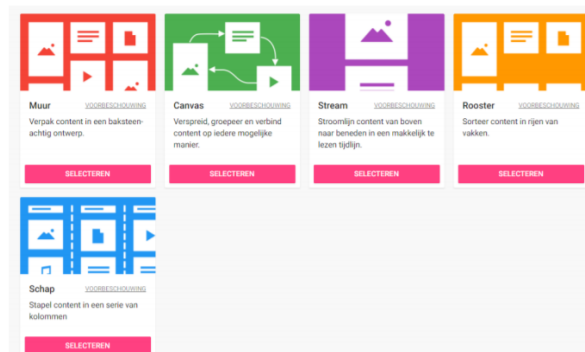 Muur VOORBESCHOUWING
Verpak content in een baksteen-
achtig ontwerp.
SELECTEREN
Canvas VOORBESCHOUWING
Verspreid, groepeer en verbind
content op iedere mogelijke
manier.
SELECTEREN
Stream VOORBESCHOUWING
Stroomlijn content van boven
naar beneden in een makkelijk te
lezen tijdlijn.
SELECTEREN
Rooster VOORBESCHOUWING
Sorteer content in rijen van
vakken.
SELECTEREN
Schap VOORBESCHOUWING
Stapel content in een serie van
kolommen
SELECTEREN